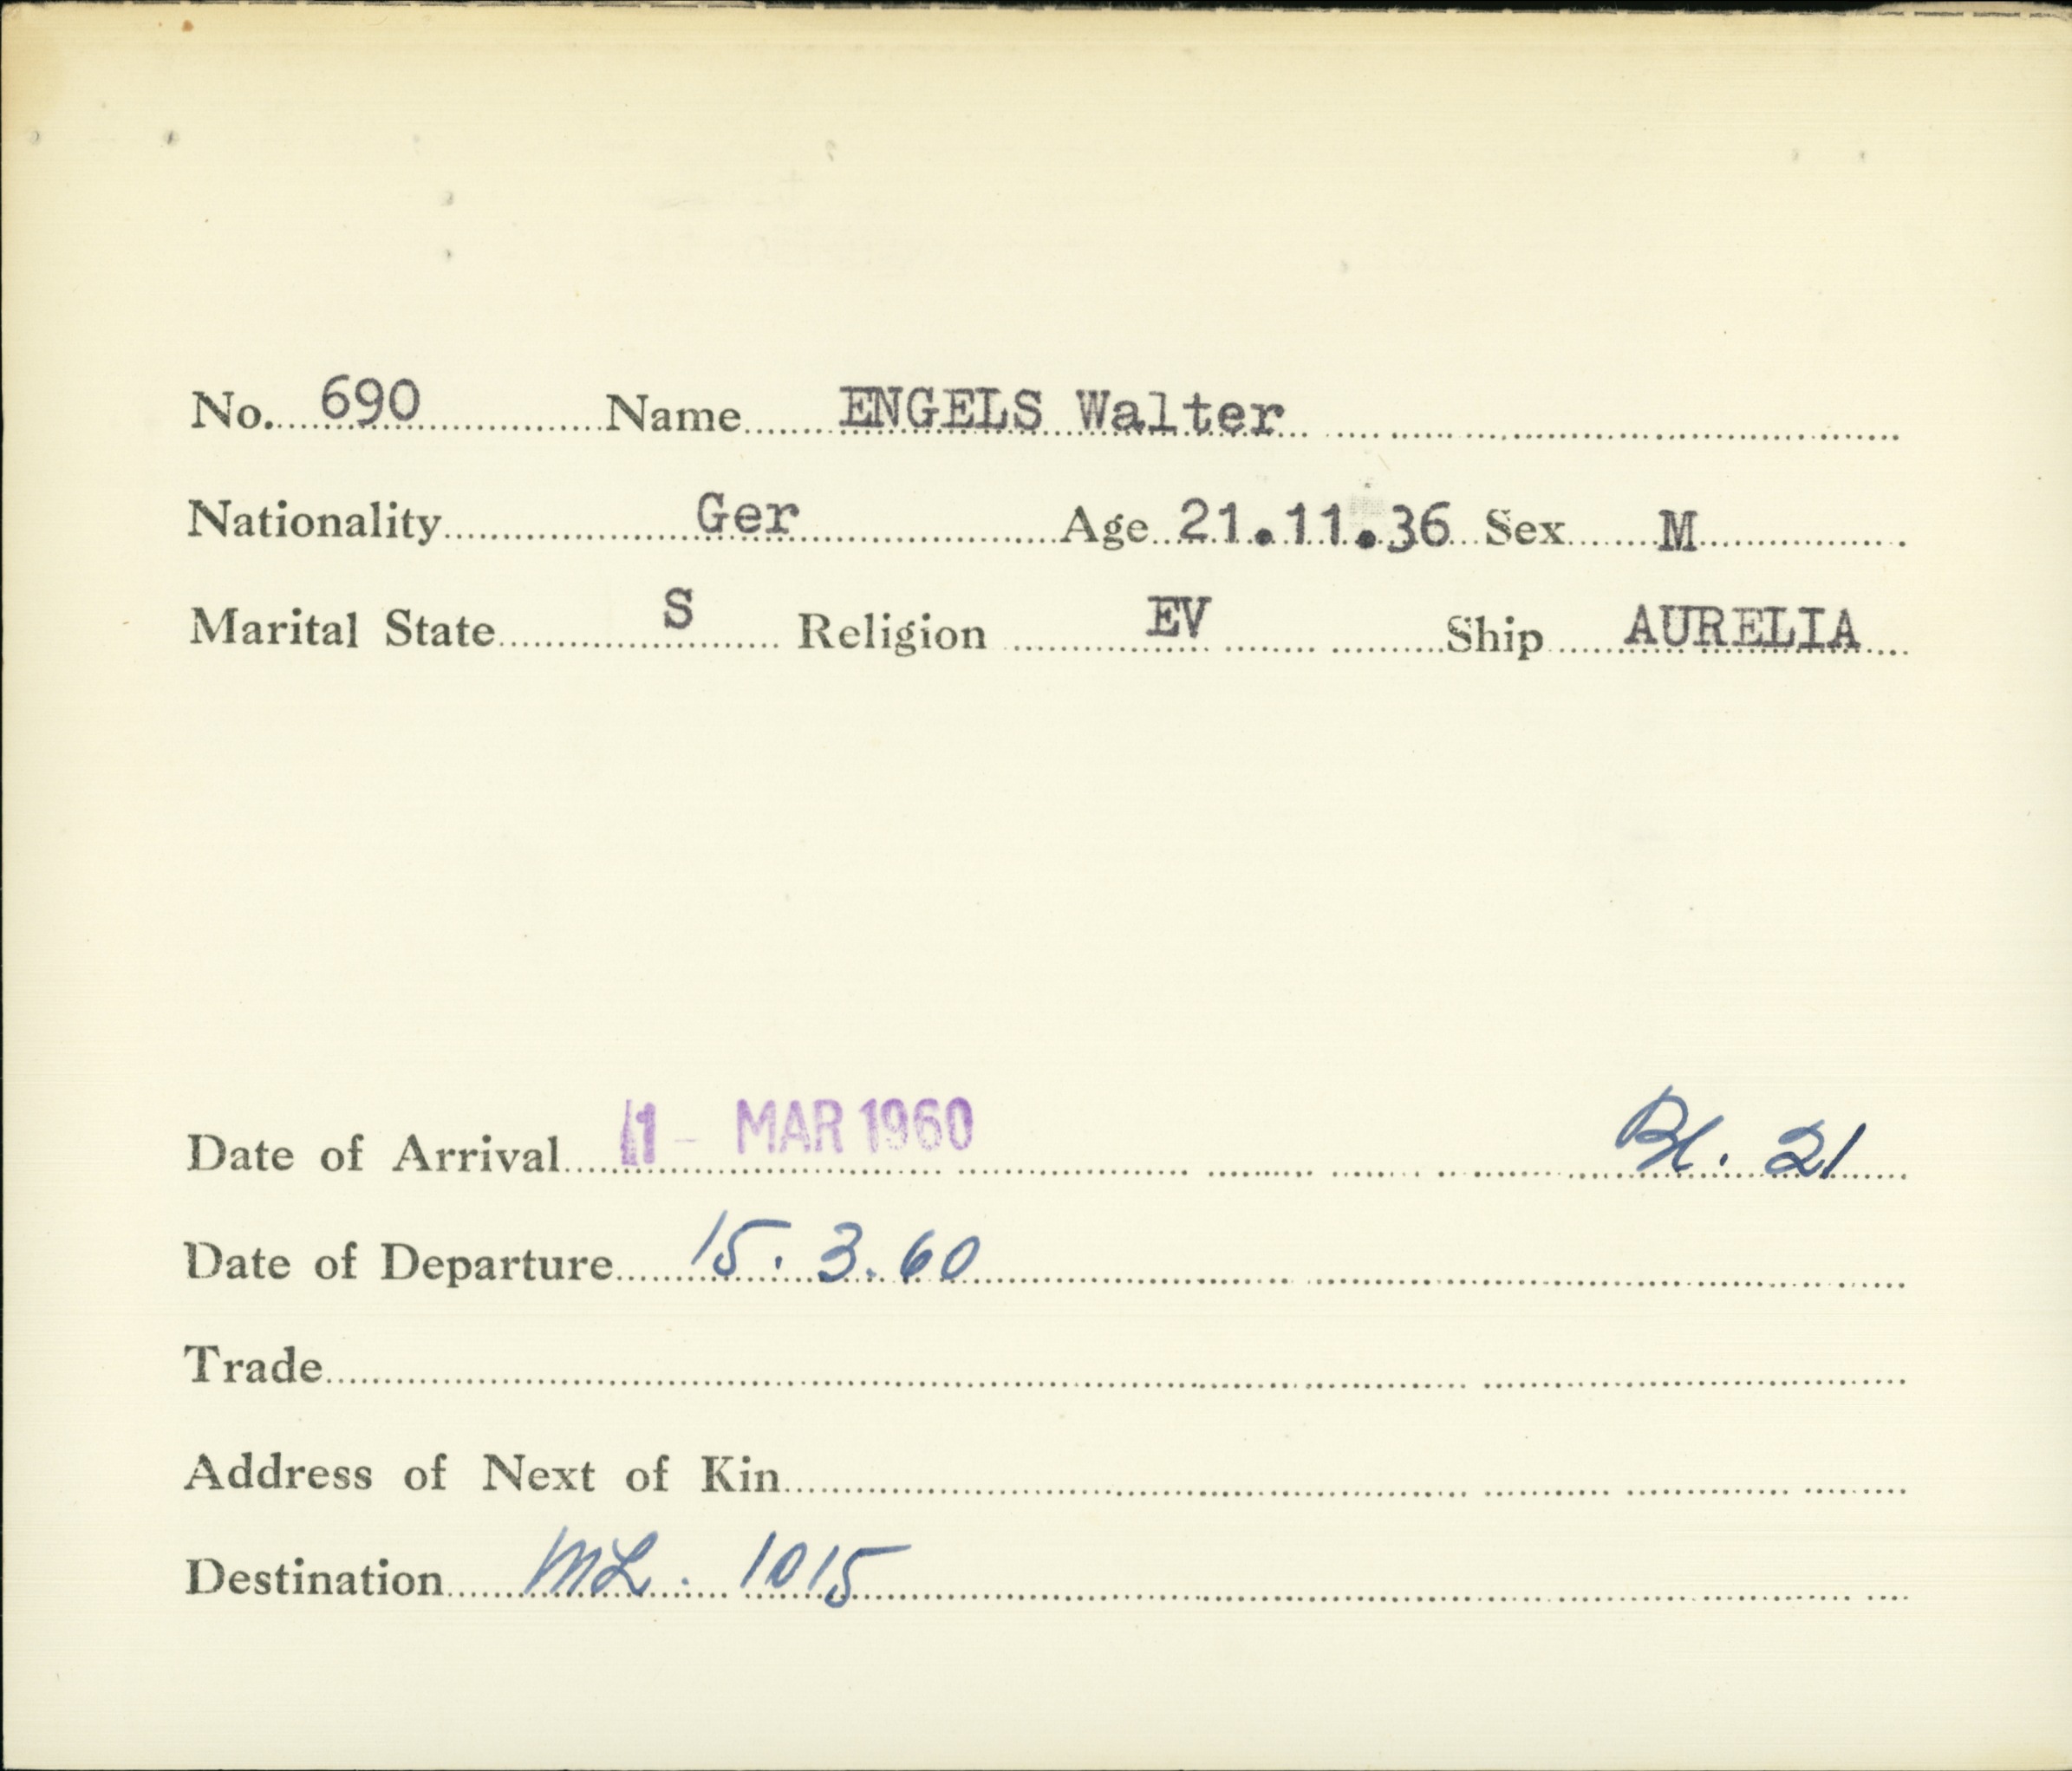 No. 690 Name ENGELS Walter
Nationality Ger Age 21.11.36 Sex M
Marital State S Religion EV Ship AURELIA
Date of Arrival 1 - MAR 1960 Bl. 21
Date of Departure 15.3.60
Trade
Address of Next of Kin
Destination ML. 1015